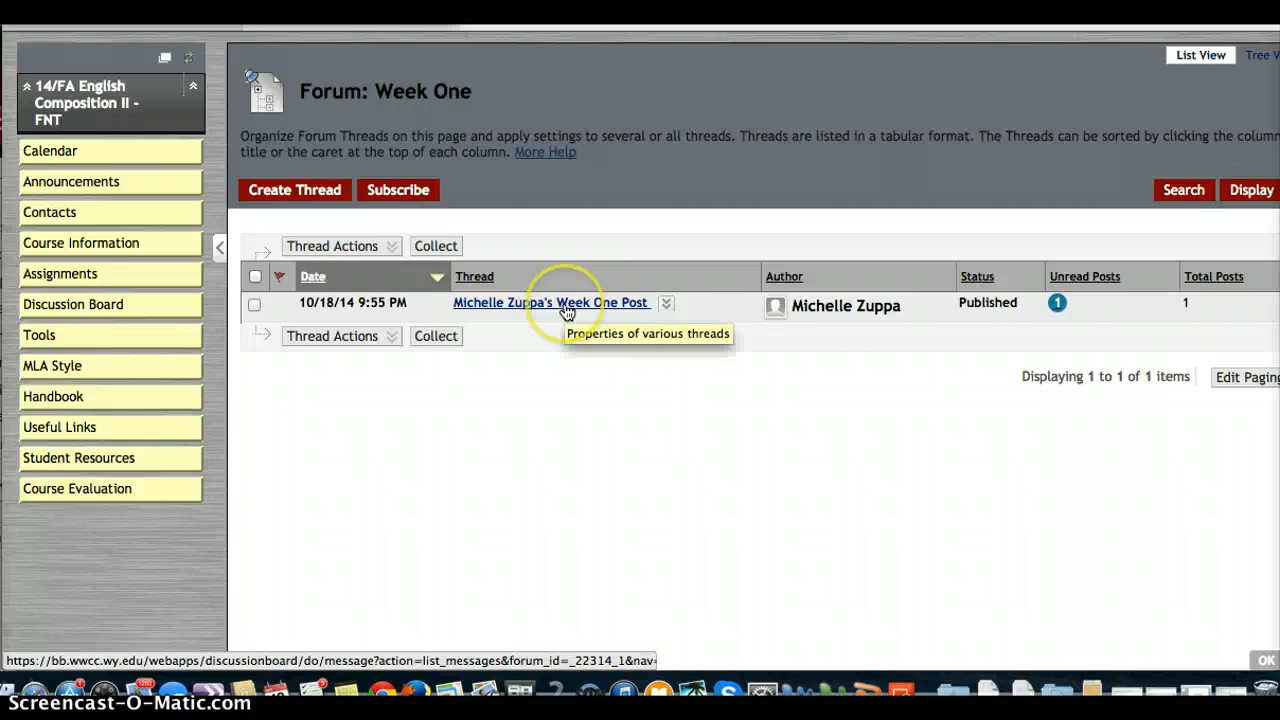 List View
Tree V
14/FA English
Composition II -
FNT
Forum: Week One
Organize Forum Threads on this page and apply settings to several or all threads. Threads are listed in a tabular format. The Threads can be sorted by clicking the column
title or the caret at the top of each column. More Help
Calendar
Announcements
Contacts
Course Information
Assignments
Discussion Board
Tools
MLA Style
Handbook
Useful Links
Student Resources
Course Evaluation
Create Thread Subscribe Search Display
Thread Actions Collect
Date Thread Author Status Unread Posts Total Posts
10/18/14 9:55 PM Michelle Zuppa's Week One Post Michelle Zuppa Published 1 1
Properties of various threads
Thread Actions Collect
Displaying 1 to 1 of 1 items Edit Paging
https://bb.wwcc.wy.edu/webapps/discussionboard/do/message?action=list_messages&forum_id=_22314_1&nav=
OK
Screencast-O-Matic.com